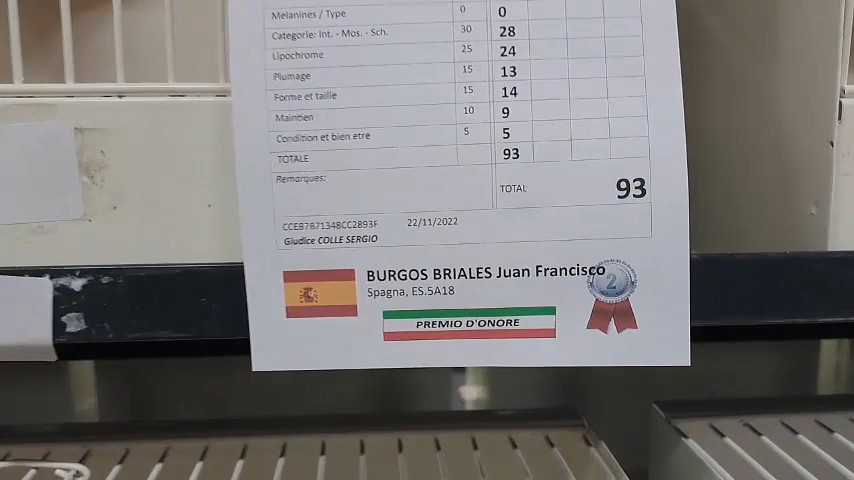 Melanines / Type 0 0
Categorie: Int. - Mos. - Sch. 30 28
Lipochrome 25 24
Plumage 15 13
Forme et taille 15 14
Maintien 10 9
Condition et bien etre 5 5
TOTALE 93
Remarques:
TOTAL 93
CCEB7B71348CC2893F 22/11/2022
Giudice COLLE SERGIO
BURGOS BRIALES Juan Francisco
Spagna, ES.5A18
2
PREMIO D'ONORE